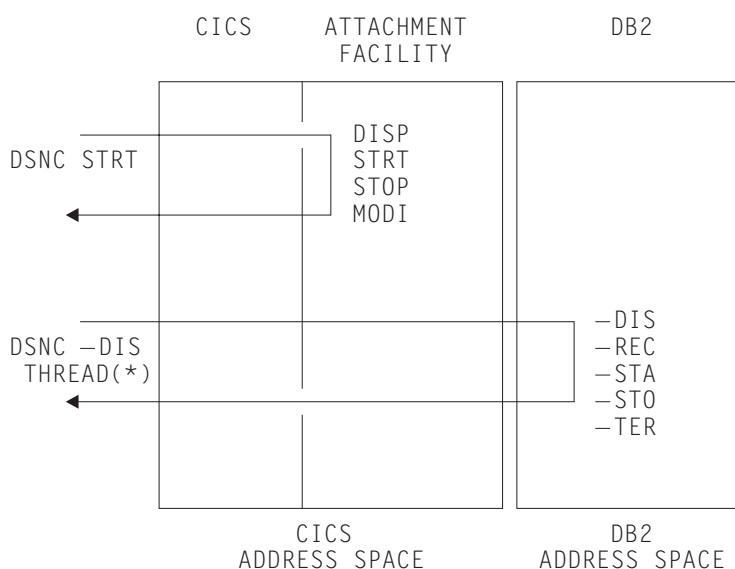 CICS ATTACHMENT FACILITY DB2
DSNC STRT
DISP
STRT
STOP
MODI
DSNC —DIS
THREAD(*)
—DIS
—REC
—STA
—STO
—TER
CICS
ADDRESS SPACE
DB2
ADDRESS SPACE